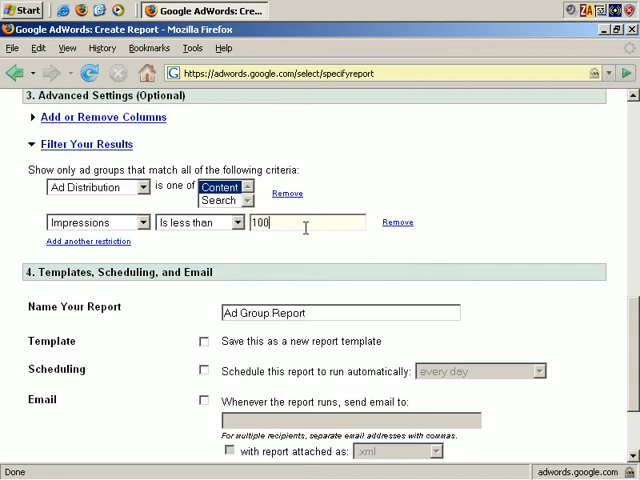 Start
Google AdWords: Cre...
Google AdWords: Create Report - Mozilla Firefox
File Edit View History Bookmarks Tools Help
https://adwords.google.com/select/specifyreport
3. Advanced Settings (Optional)
Add or Remove Columns
Filter Your Results
Show only ad groups that match all of the following criteria:
Ad Distribution is one of Content Remove
Search
Impressions Is less than 100 Remove
Add another restriction
4. Templates, Scheduling, and Email
Name Your Report Ad Group Report
Template Save this as a new report template
Scheduling Schedule this report to run automatically: every day
Email Whenever the report runs, send email to:
For multiple recipients, separate email addresses with commas.
with report attached as: .xml
Done adwords.google.com